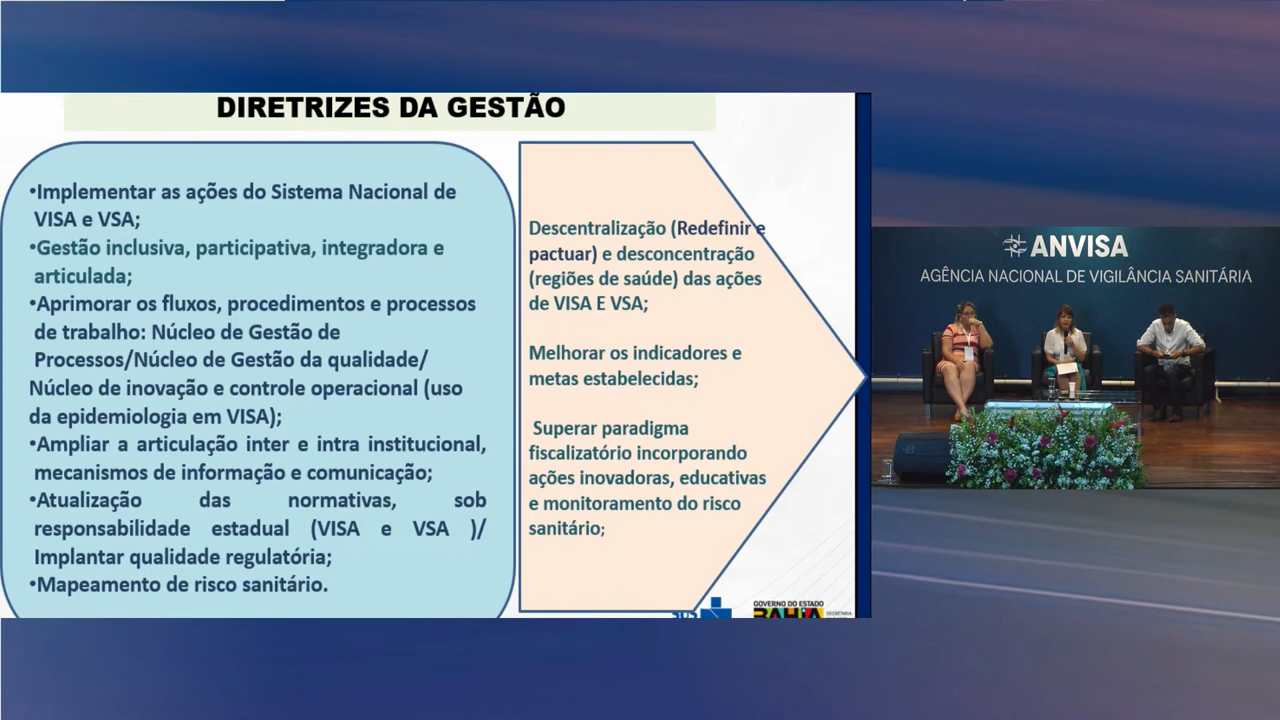 DIRETRIZES DA GESTÃO
•Implementar as ações do Sistema Nacional de
VISA e VSA;
•Gestão inclusiva, participativa, integradora e
articulada;
•Aprimorar os fluxos, procedimentos e processos
de trabalho: Núcleo de Gestão de
Processos/Núcleo de Gestão da qualidade/
Núcleo de inovação e controle operacional (uso
da epidemiologia em VISA);
•Ampliar a articulação inter e intra institucional,
mecanismos de informação e comunicação;
•Atualização das normativas, sob
responsabilidade estadual (VISA e VSA )/
Implantar qualidade regulatória;
•Mapeamento de risco sanitário.
Descentralização (Redefinir e
pactuar) e desconcentração
(regiões de saúde) das ações
de VISA E VSA;
Melhorar os indicadores e
metas estabelecidas;
Superar paradigma
fiscalizatório incorporando
ações inovadoras, educativas
e monitoramento do risco
sanitário;
SUS
GOVERNO DO ESTADO
BAHIA
SECRETARIA
ANVISA
AGÊNCIA NACIONAL DE VIGILÂNCIA SANITÁRIA